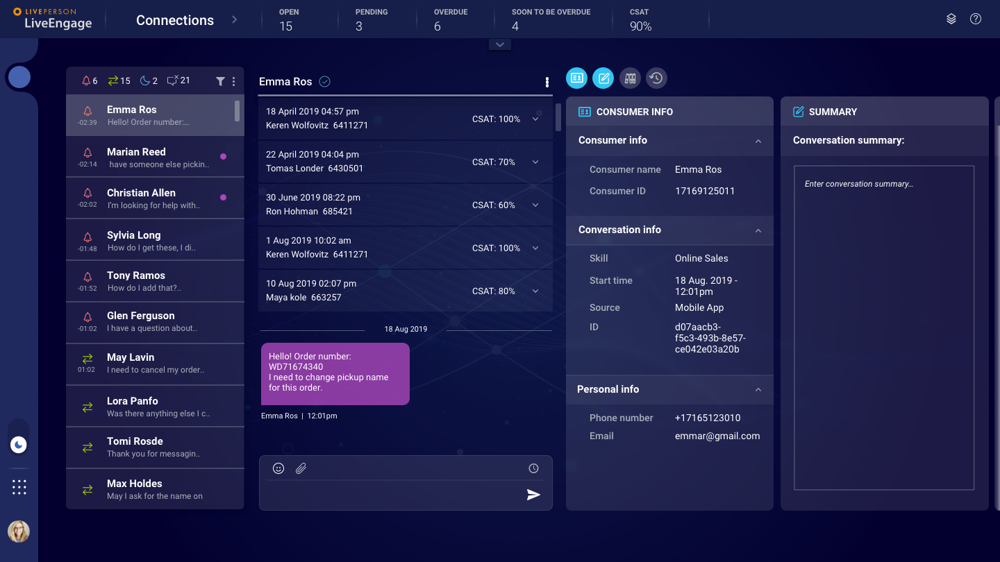 LIVEPERSON
LiveEngage
Connections
OPEN
15
PENDING
3
OVERDUE
6
SOON TO BE OVERDUE
4
CSAT
90%
6
15
2
21
Emma Ros
Hello! Order number:...
-02:39
Marian Reed
have someone else pickin..
-02:14
Christian Allen
I'm looking for help with..
-02:02
Sylvia Long
How do I get these, I di..
-01:48
Tony Ramos
How do I add that?..
-01:52
Glen Ferguson
I have a question about..
-01:02
May Lavin
I need to cancel my order..
01:02
Lora Panfo
Was there anything else I c..
Tomi Rosde
Thank you for messagin..
Max Holdes
May I ask for the name on
Emma Ros
18 April 2019 04:57 pm
Keren Wolfovitz 6411271
CSAT: 100%
22 April 2019 04:04 pm
Tomas Londer 6430501
CSAT: 70%
30 June 2019 08:22 pm
Ron Hohman 685421
CSAT: 60%
1 Aug 2019 10:02 am
Keren Wolfovitz 6411271
CSAT: 100%
10 Aug 2019 02:07 pm
Maya kole 663257
CSAT: 80%
18 Aug 2019
Hello! Order number:
WD71674340
I need to change pickup name
for this order.
Emma Ros | 12:01pm
CONSUMER INFO
Consumer info
Consumer name Emma Ros
Consumer ID 17169125011
Conversation info
Skill Online Sales
Start time 18 Aug. 2019 -
12:01pm
Source Mobile App
ID d07aacb3-
f5c3-493b-8e57-
ce042e03a20b
Personal info
Phone number +17165123010
Email emmar@gmail.com
SUMMARY
Conversation summary:
Enter conversation summary...